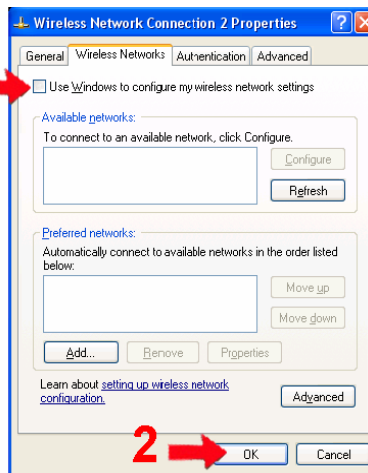 Wireless Network Connection 2 Properties
General Wireless Networks Authentication Advanced
Use Windows to configure my wireless network settings
Available networks:
To connect to an available network, click Configure.
Configure
Refresh
Preferred networks:
Automatically connect to available networks in the order listed
below:
Move up
Move down
Add... Remove Properties
Learn about setting up wireless network
configuration.
Advanced
2
OK Cancel